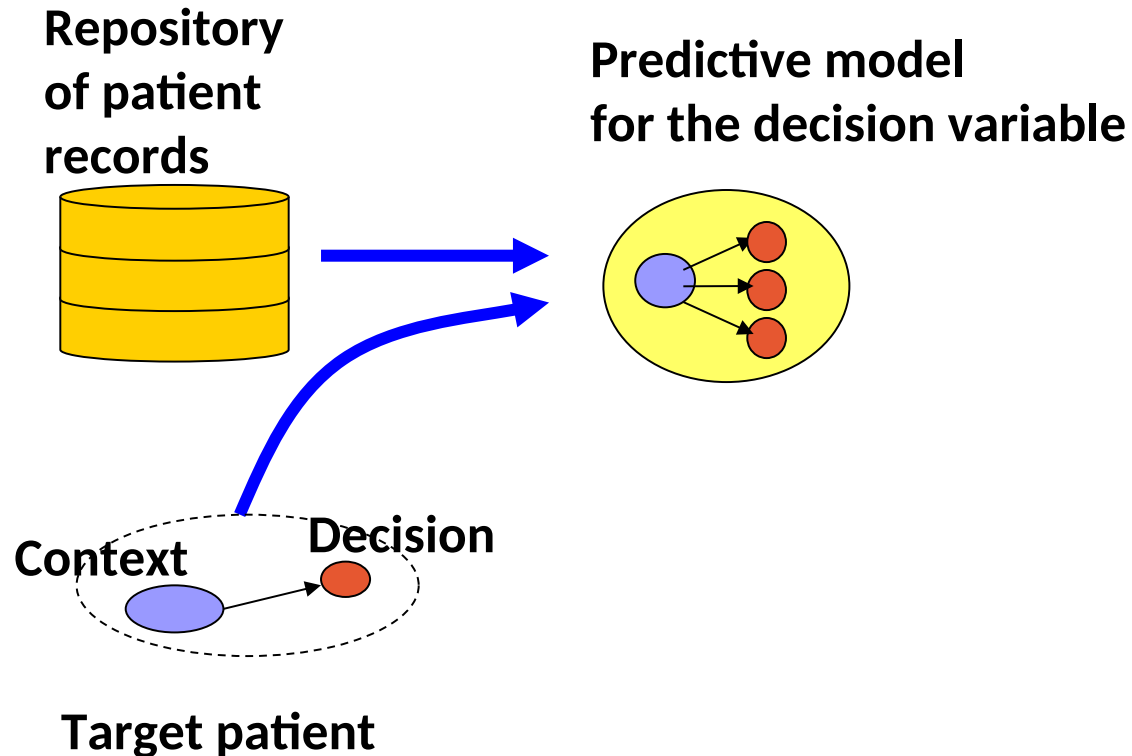 Repository
of patient
records
Predictive model
for the decision variable
Context
Decision
Target patient